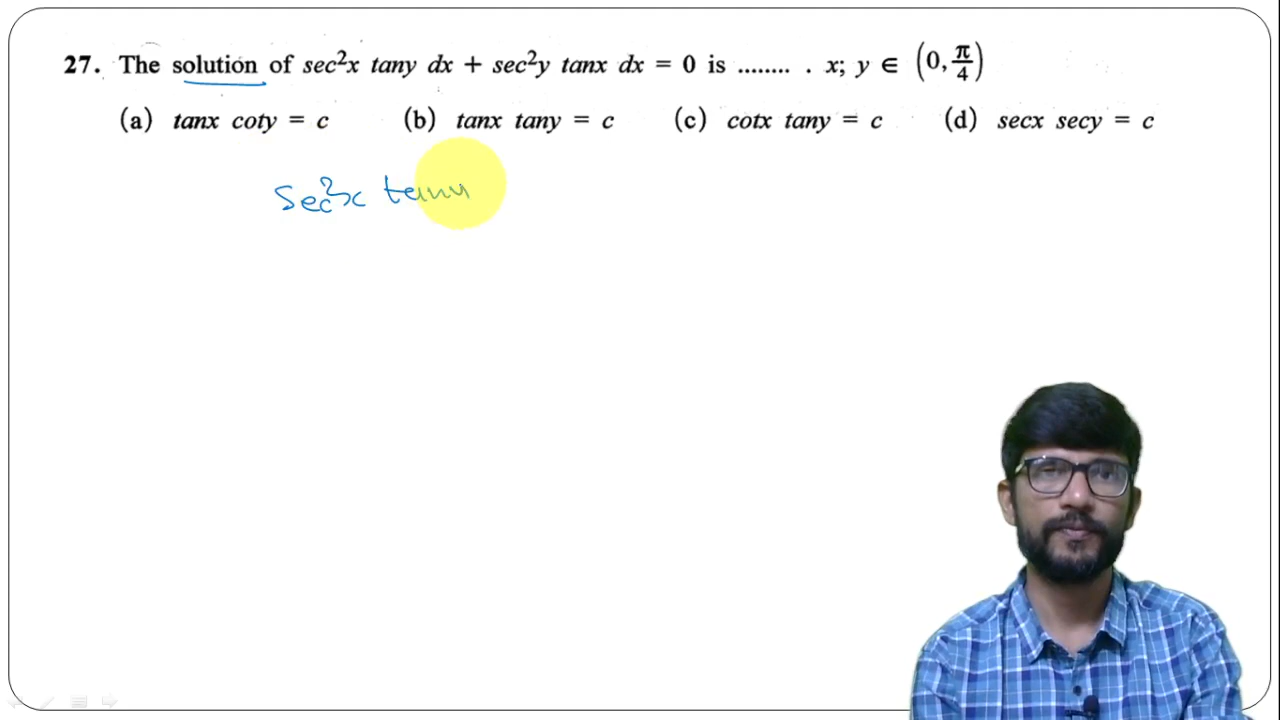 27. The solution of sec²x tany dx + sec²y tanx dx = 0 is ........ . x; y ∈ (0, π/4)
(a) tanx coty = c (b) tanx tany = c (c) cotx tany = c (d) secx secy = c
sec²x tany